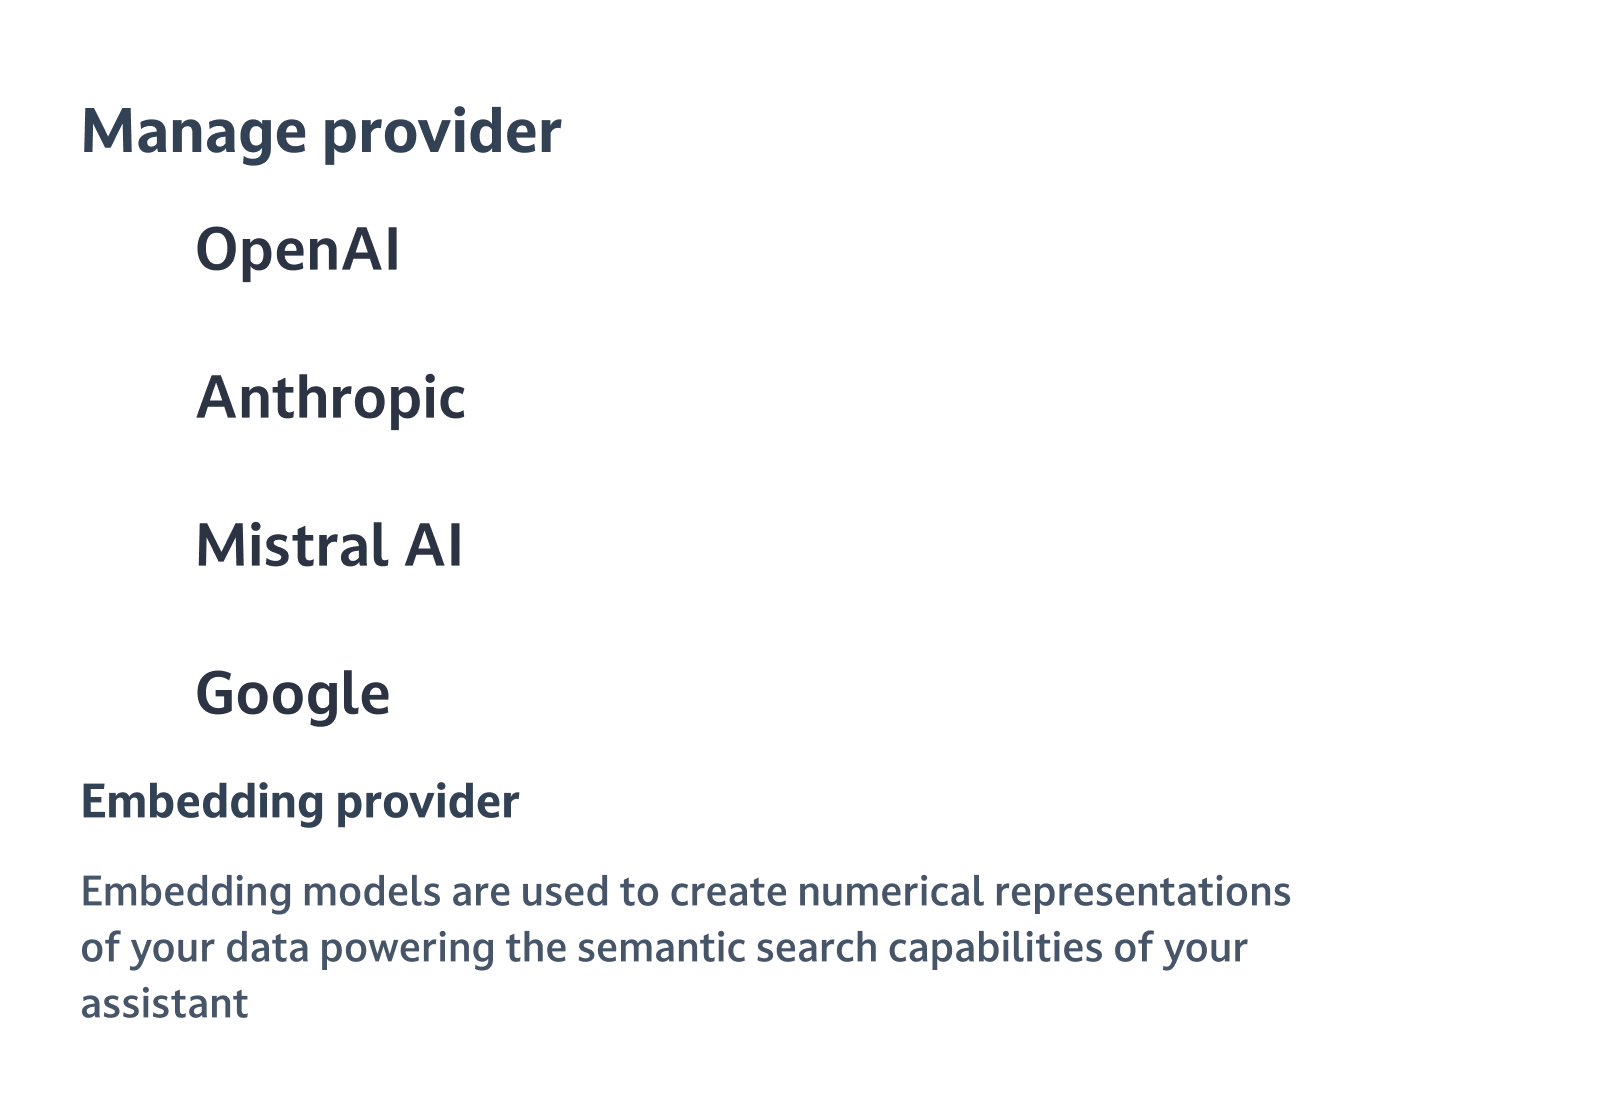 Manage provider
OpenAI
Anthropic
Mistral AI
Google
Embedding provider
Embedding models are used to create numerical representations
of your data powering the semantic search capabilities of your
assistant